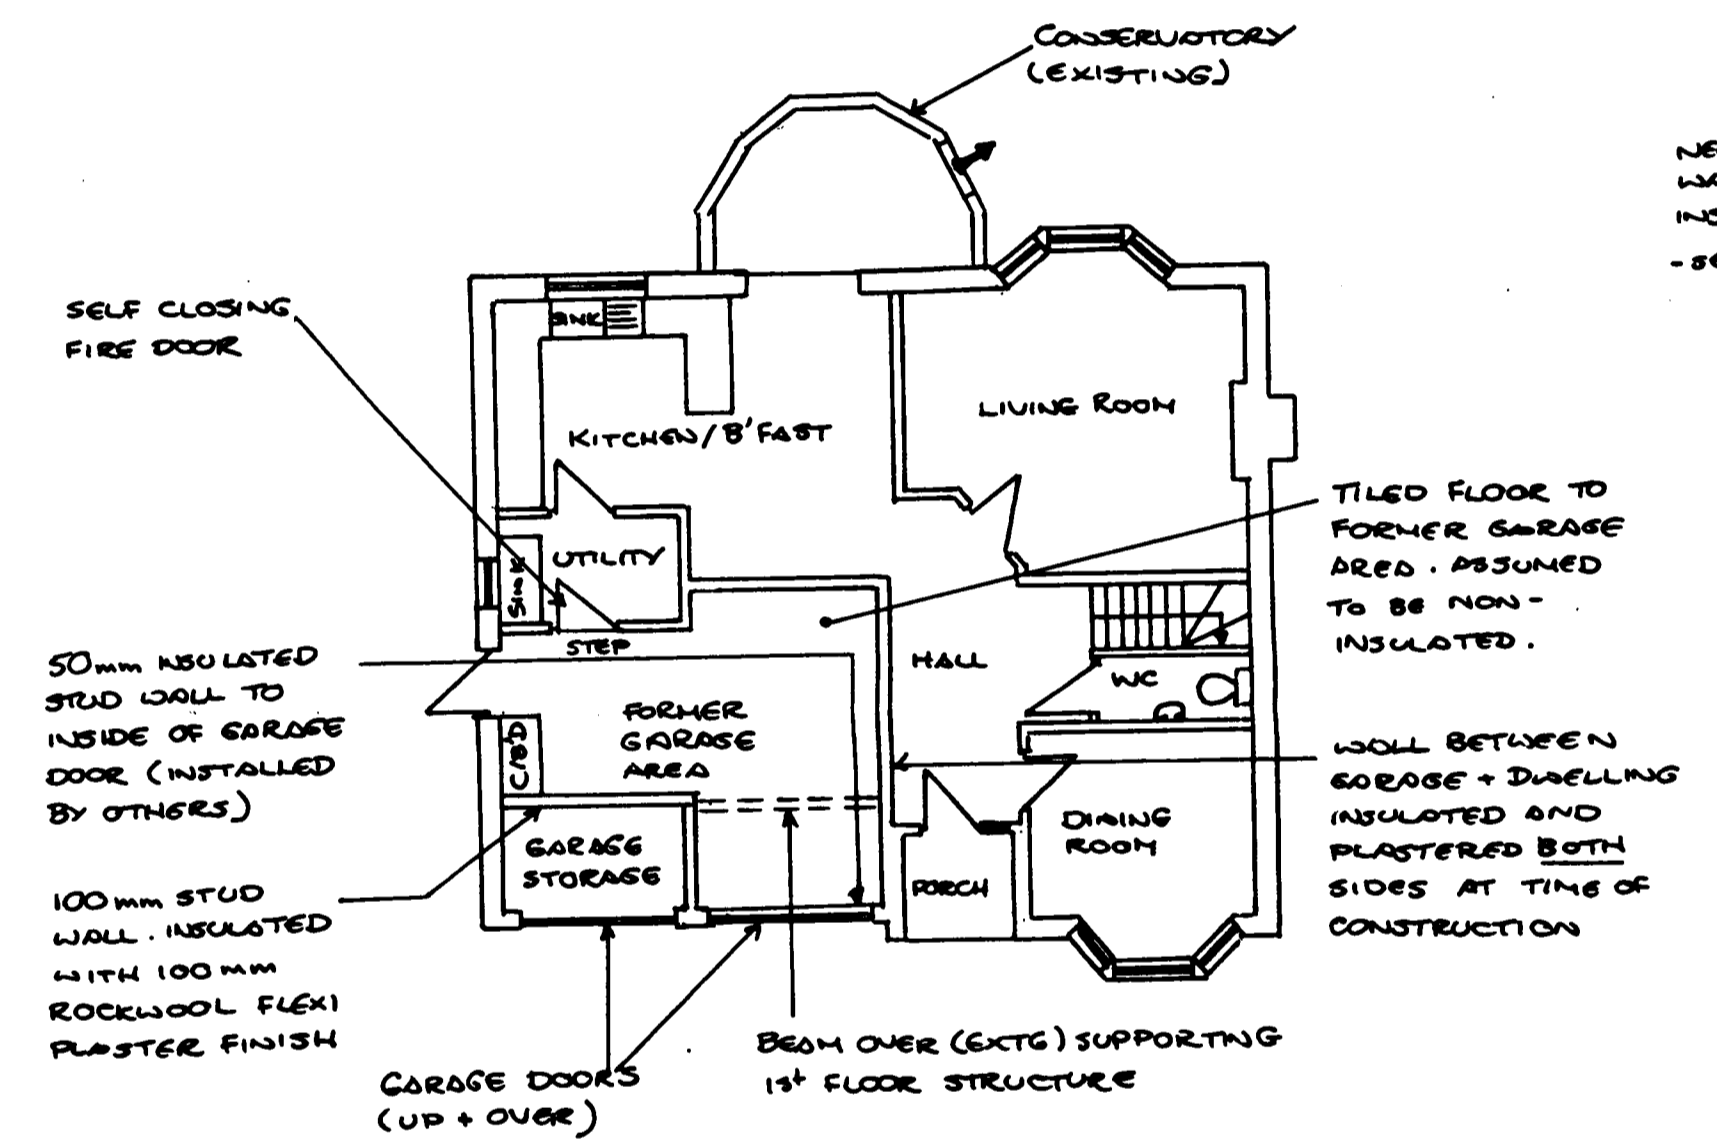 CONSERVATORY
(EXISTING)
SELF CLOSING
FIRE DOOR
SINK
KITCHEN/B'FAST
LIVING ROOM
TILED FLOOR TO
FORMER GARAGE
AREA. ASSUMED
TO BE NON-
INSULATED.
UTILITY
SINK
STEP
HALL
WC
50mm INSULATED
STUD WALL TO
INSIDE OF GARAGE
DOOR (INSTALLED
BY OTHERS)
FORMER
GARAGE
AREA
C/B'D
WALL BETWEEN
GARAGE + DWELLING
INSULATED AND
PLASTERED BOTH
SIDES AT TIME OF
CONSTRUCTION
GARAGE
STORAGE
PORCH
DINING
ROOM
100mm STUD
WALL. INSULATED
WITH 100mm
ROCKWOOL FLEXI
PLASTER FINISH
GARAGE DOORS
(UP + OVER)
BEAM OVER (EXTG) SUPPORTING
1st FLOOR STRUCTURE